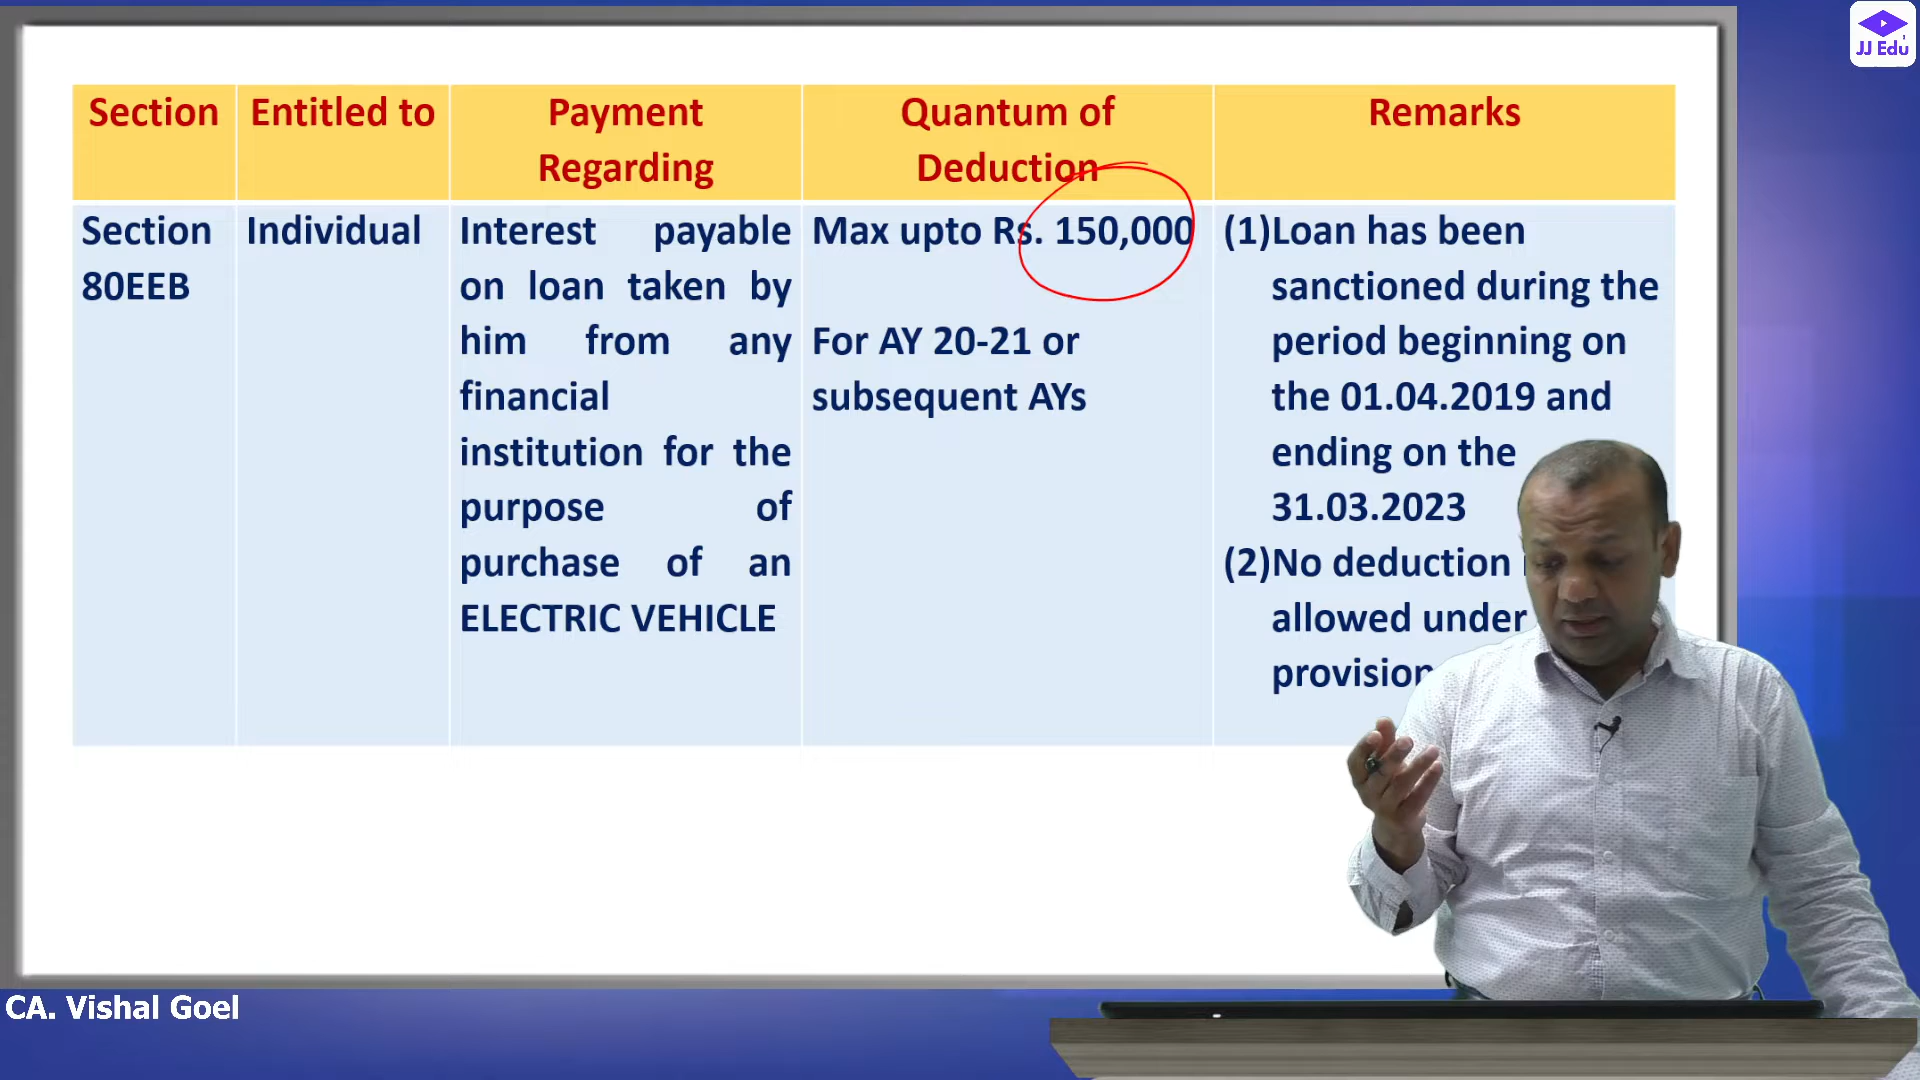 JJ Edu
Section
Entitled to
Payment
Regarding
Quantum of
Deduction
Remarks
Section
80EEB
Individual
Interest payable
on loan taken by
him from any
financial
institution for the
purpose of
purchase of an
ELECTRIC VEHICLE
Max upto Rs. 150,000
For AY 20-21 or
subsequent AYs
(1)Loan has been
sanctioned during the
period beginning on
the 01.04.2019 and
ending on the
31.03.2023
(2)No deduction
allowed under
CA. Vishal Goel